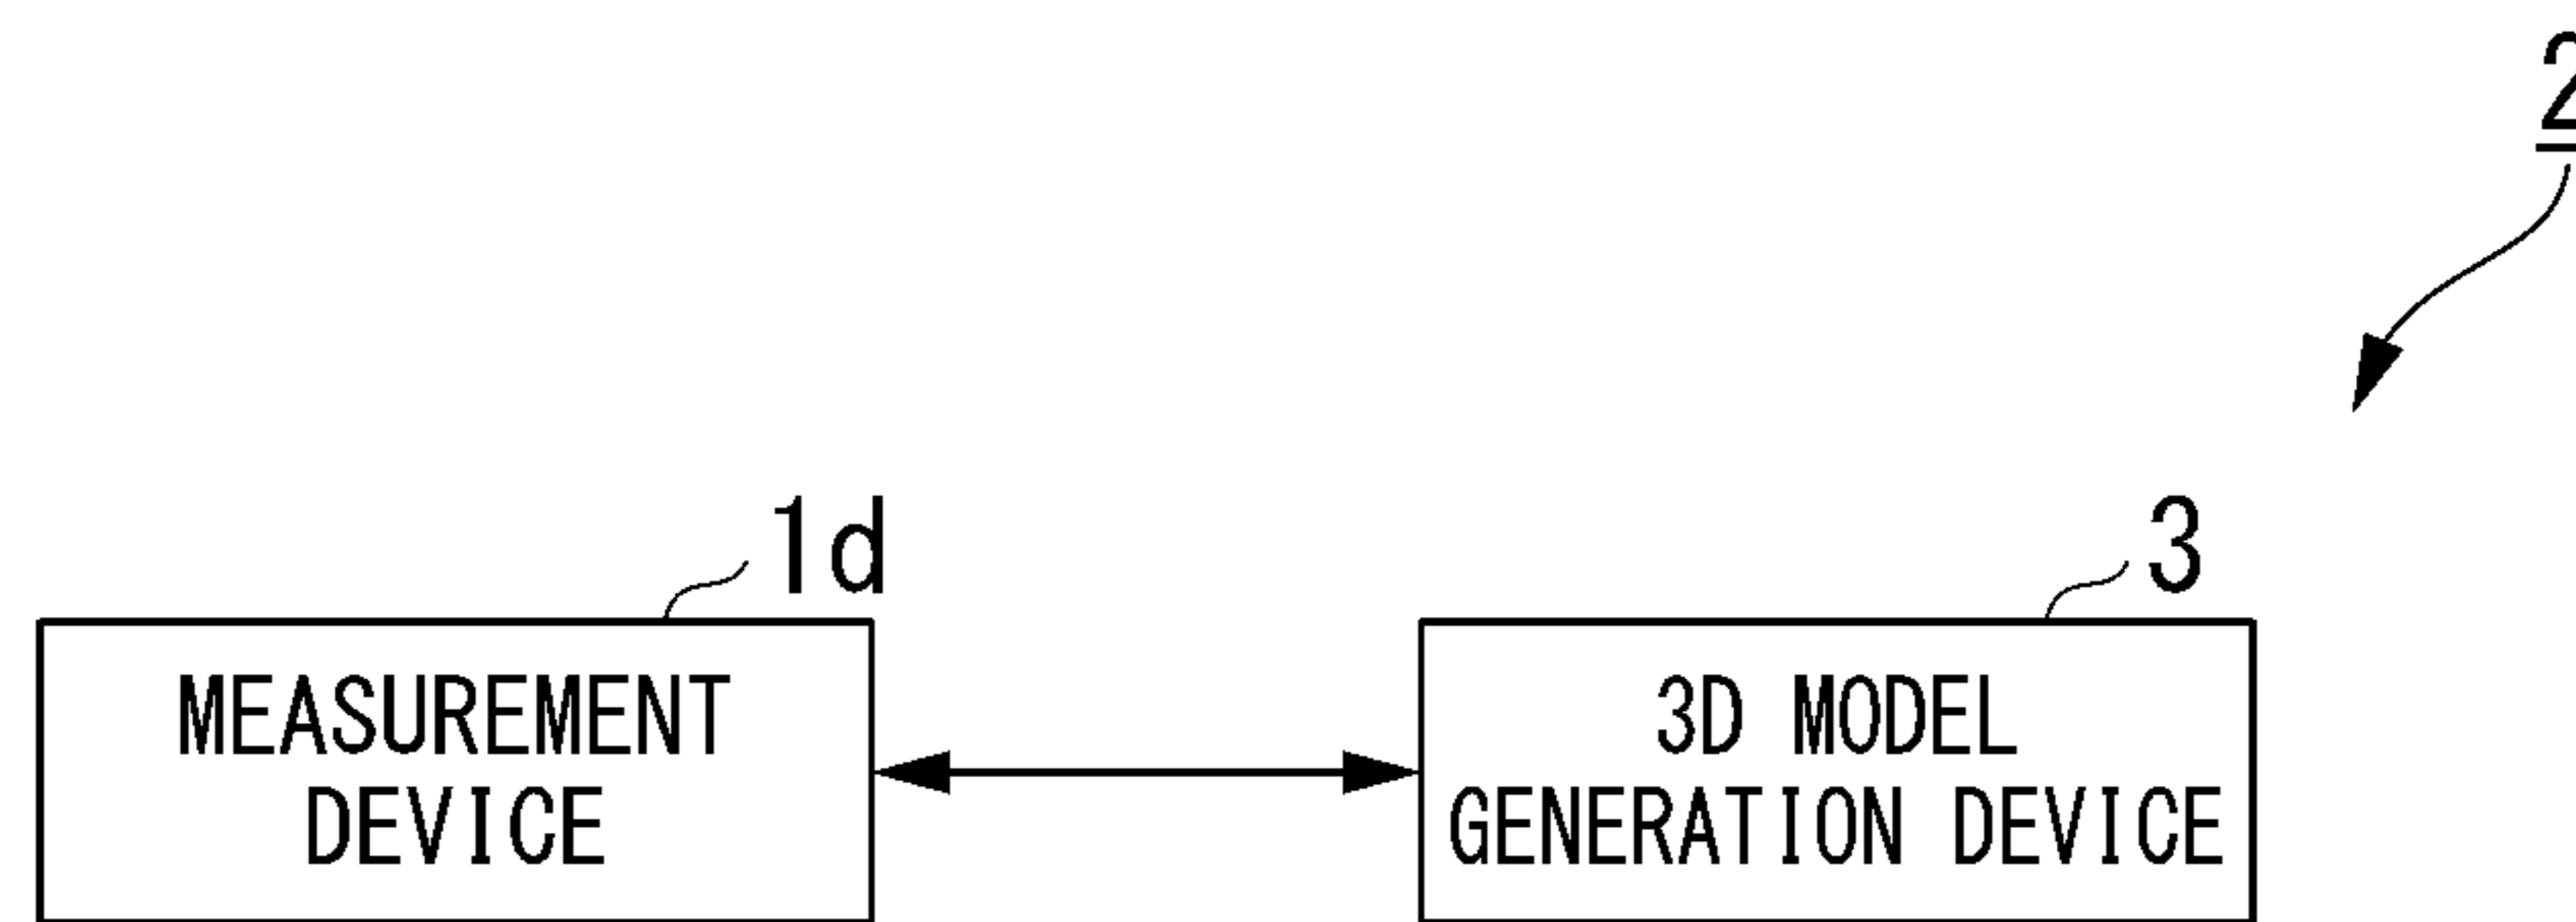 2
1d
3
MEASUREMENT
DEVICE
3D MODEL
GENERATION DEVICE